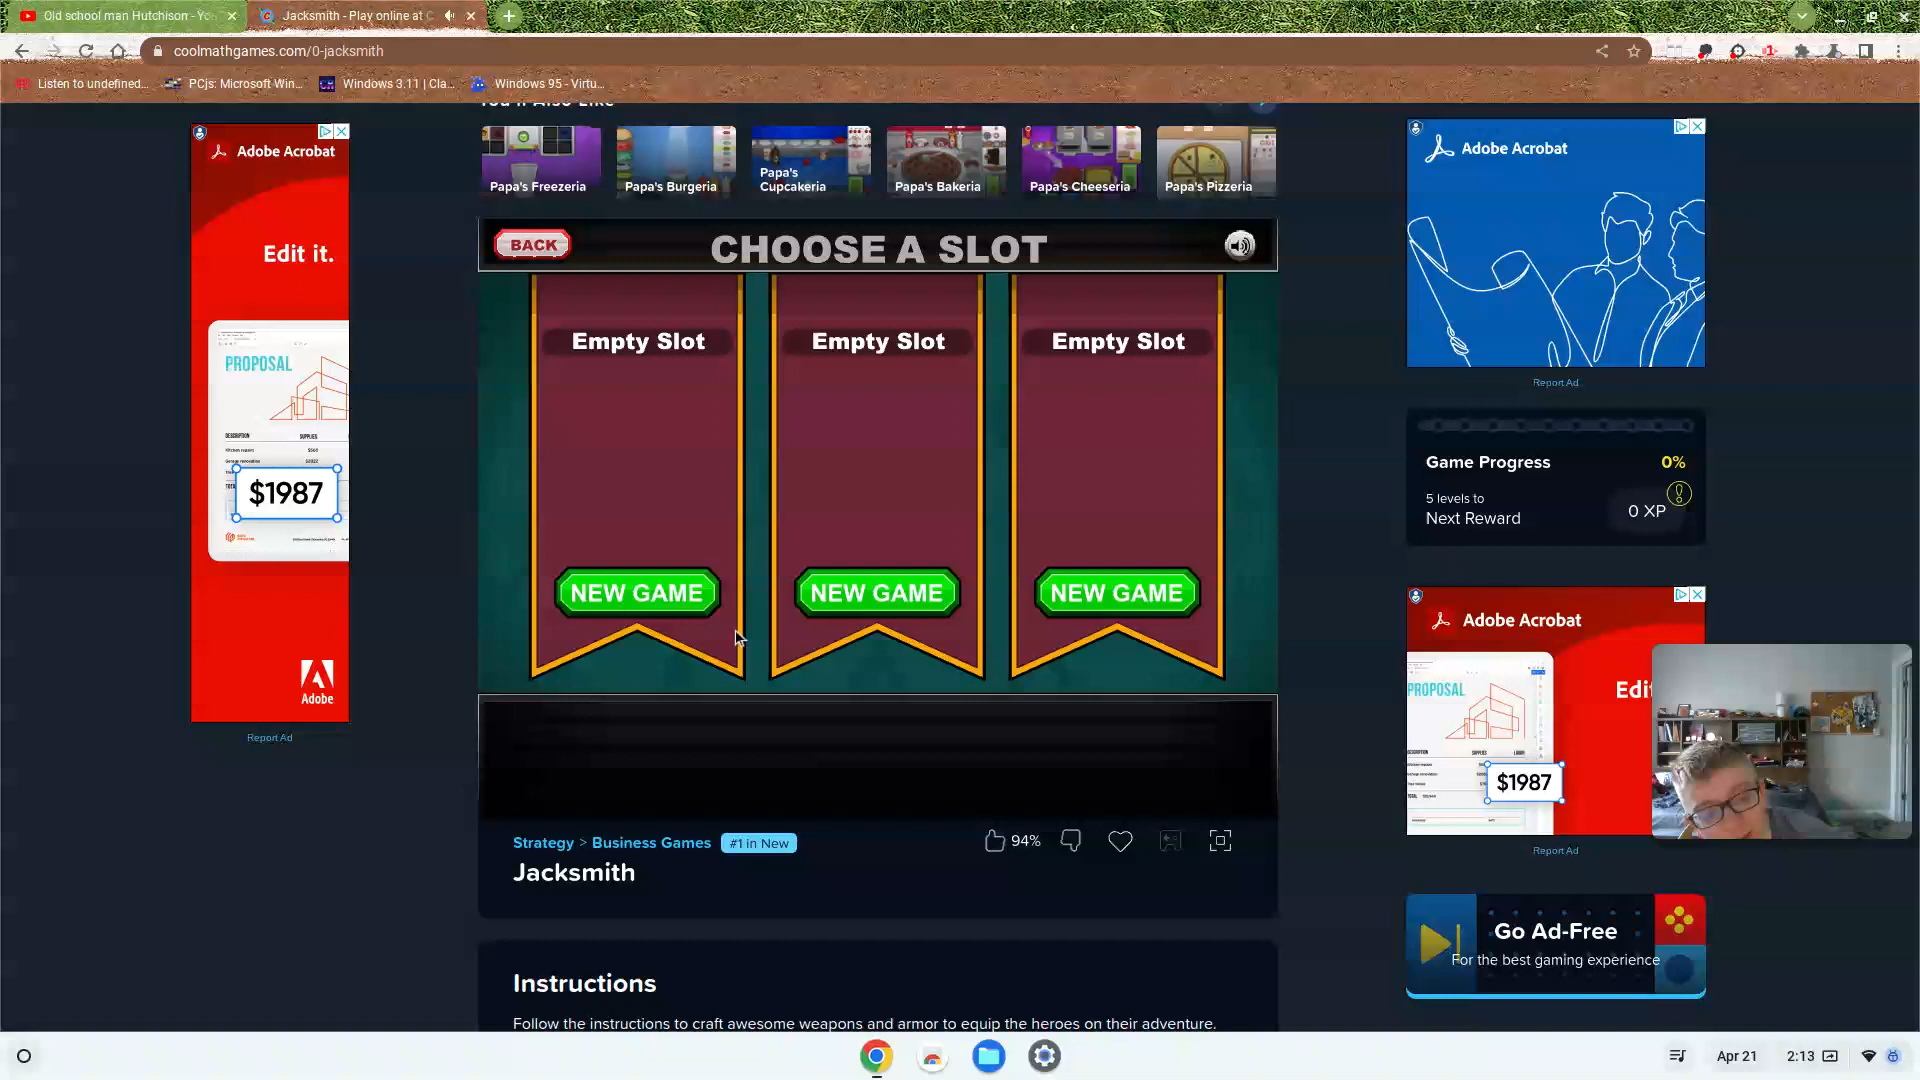 Old school man Hutchison - Yo
Jacksmith - Play online at C
coolmathgames.com/0-jacksmith
Listen to undefined...
PCjs: Microsoft Win...
Windows 3.11 | Cla...
Windows 95 - Virtu...
You'll Also Like
Papa's Freezeria
Papa's Burgeria
Papa's Cupcakeria
Papa's Bakeria
Papa's Cheeseria
Papa's Pizzeria
Adobe Acrobat
Edit it.
PROPOSAL
DESCRIPTION
SUPPLIES
$1987
Adobe
Report Ad
BACK
CHOOSE A SLOT
Empty Slot
Empty Slot
Empty Slot
NEW GAME
NEW GAME
NEW GAME
Strategy > Business Games
#1 in New
94%
Jacksmith
Instructions
Follow the instructions to craft awesome weapons and armor to equip the heroes on their adventure.
Adobe Acrobat
Report Ad
Game Progress
0%
5 levels to
Next Reward
0 XP
Adobe Acrobat
Edi
PROPOSAL
$1987
Report Ad
Go Ad-Free
For the best gaming experience
Apr 21
2:13